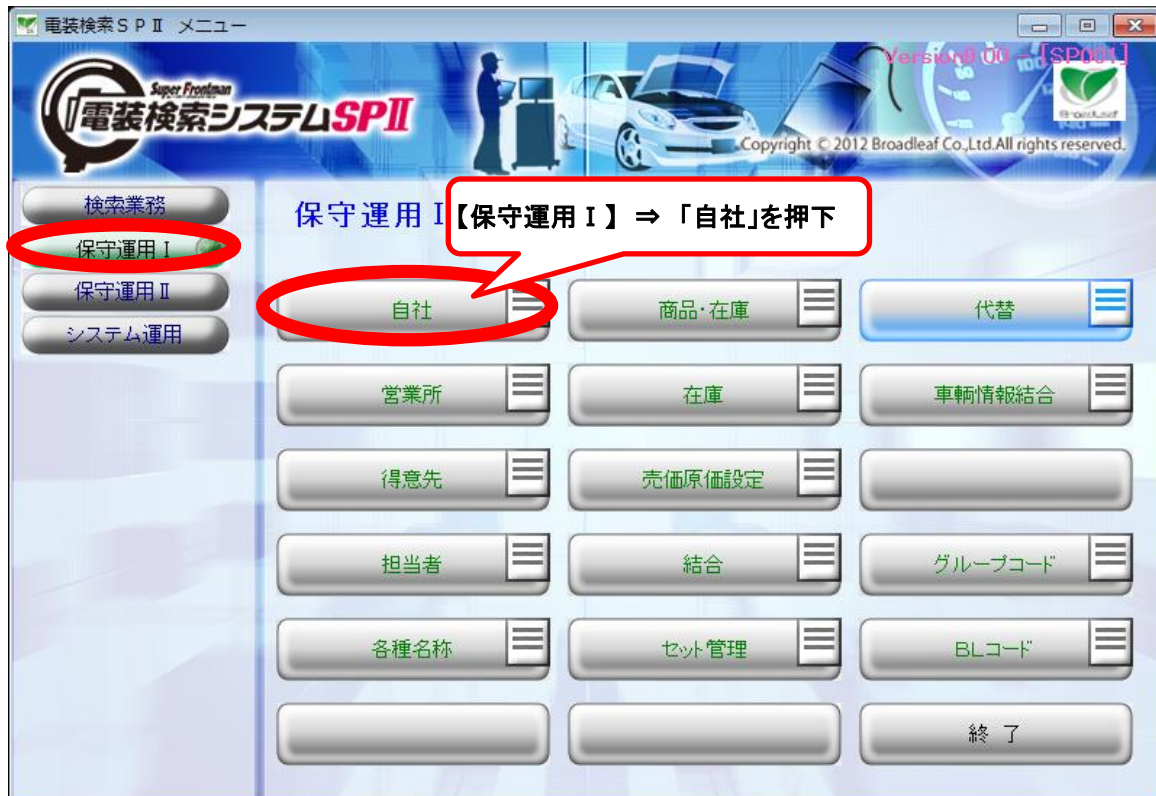 電装検索ＳＰⅡ メニュー
Version8.00 [SP001]
Super Frontman
電装検索システムSPⅡ
Broadleaf
Copyright © 2012 Broadleaf Co.,Ltd.All rights reserved.
検索業務
保守運用Ⅰ
保守運用Ⅱ
システム運用
保守運用Ⅰ
【保守運用Ⅰ】 ⇒ 「自社」を押下
自社
商品･在庫
代替
営業所
在庫
車輌情報結合
得意先
売価原価設定
担当者
結合
グループコード
各種名称
セット管理
BLコード
終 了